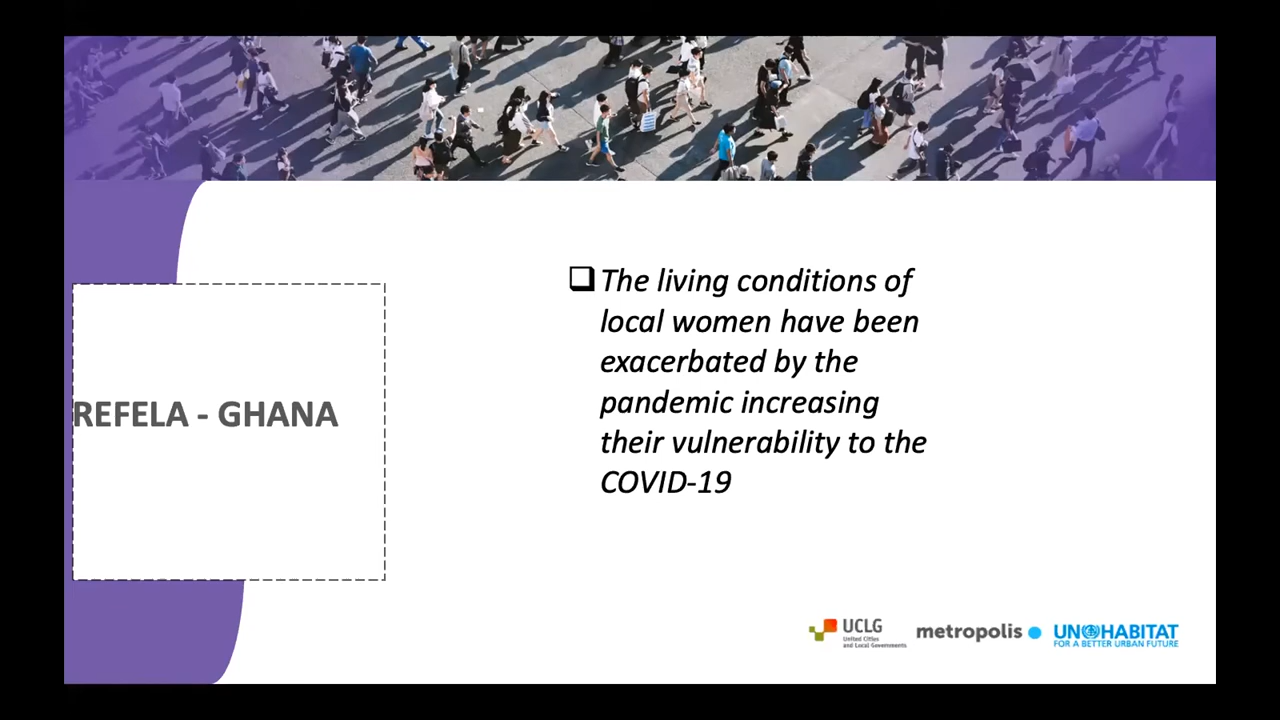 REFELA - GHANA
The living conditions of
local women have been
exacerbated by the
pandemic increasing
their vulnerability to the
COVID-19
UCLG
United Cities
and Local Governments
metropolis
UN HABITAT
FOR A BETTER URBAN FUTURE